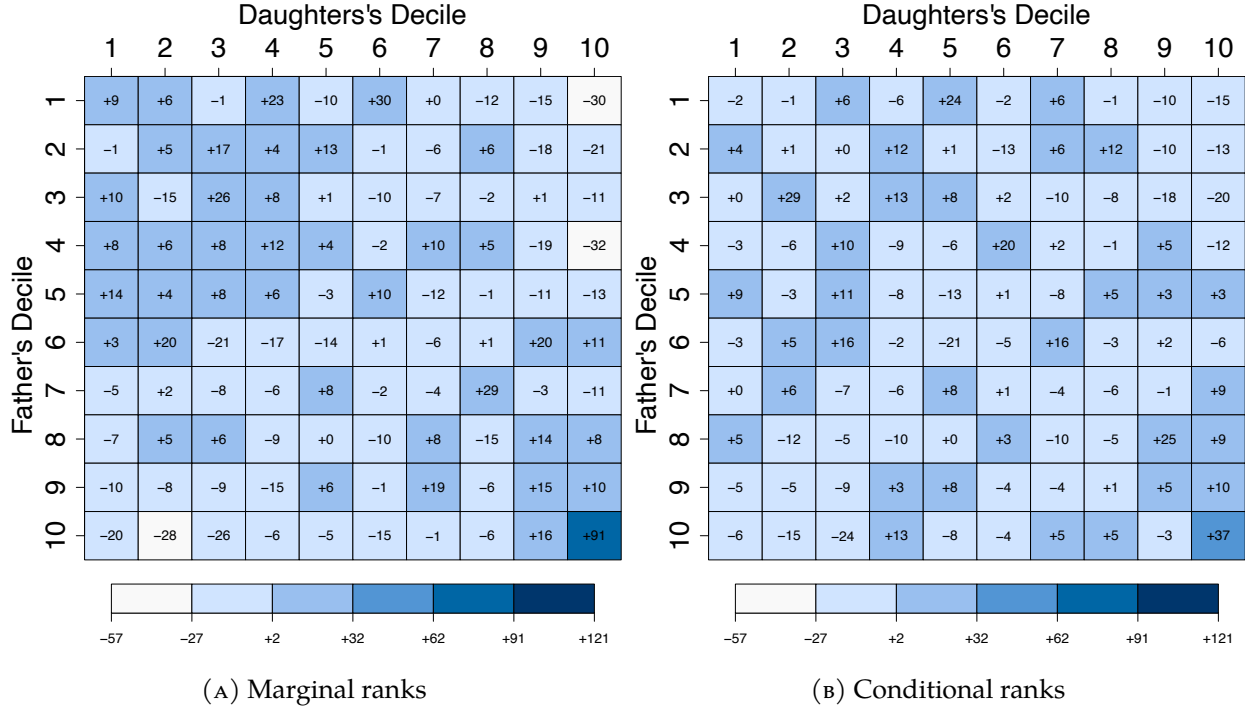 Daughters's Decile Daughters's Decile
1 2 3 4 5 6 7 8 9 10 1 2 3 4 5 6 7 8 9 10
Father's Decile Father's Decile
1 +9 +6 −1 +23 −10 +30 +0 −12 −15 −30 1 −2 −1 +6 −6 +24 −2 +6 −1 −10 −15
2 −1 +5 +17 +4 +13 −1 −6 +6 −18 −21 2 +4 +1 +0 +12 +1 −13 +6 +12 −10 −13
3 +10 −15 +26 +8 +1 −10 −7 −2 +1 −11 3 +0 +29 +2 +13 +8 +2 −10 −8 −18 −20
4 +8 +6 +8 +12 +4 −2 +10 +5 −19 −32 4 −3 −6 +10 −9 −6 +20 +2 −1 +5 −12
5 +14 +4 +8 +6 −3 +10 −12 −1 −11 −13 5 +9 −3 +11 −8 −13 +1 −8 +5 +3 +3
6 +3 +20 −21 −17 −14 +1 −6 +1 +20 +11 6 −3 +5 +16 −2 −21 −5 +16 −3 +2 −6
7 −5 +2 −8 −6 +8 −2 −4 +29 −3 −11 7 +0 +6 −7 −6 +8 +1 −4 −6 −1 +9
8 −7 +5 +6 −9 +0 −10 +8 −15 +14 +8 8 +5 −12 −5 −10 +0 +3 −10 −5 +25 +9
9 −10 −8 −9 −15 +6 −1 +19 −6 +15 +10 9 −5 −5 −9 +3 +8 −4 −4 +1 +5 +10
10 −20 −28 −26 −6 −5 −15 −1 −6 +16 +91 10 −6 −15 −24 +13 −8 −4 +5 +5 −3 +37
−57 −27 +2 +32 +62 +91 +121 −57 −27 +2 +32 +62 +91 +121
(A) Marginal ranks (B) Conditional ranks